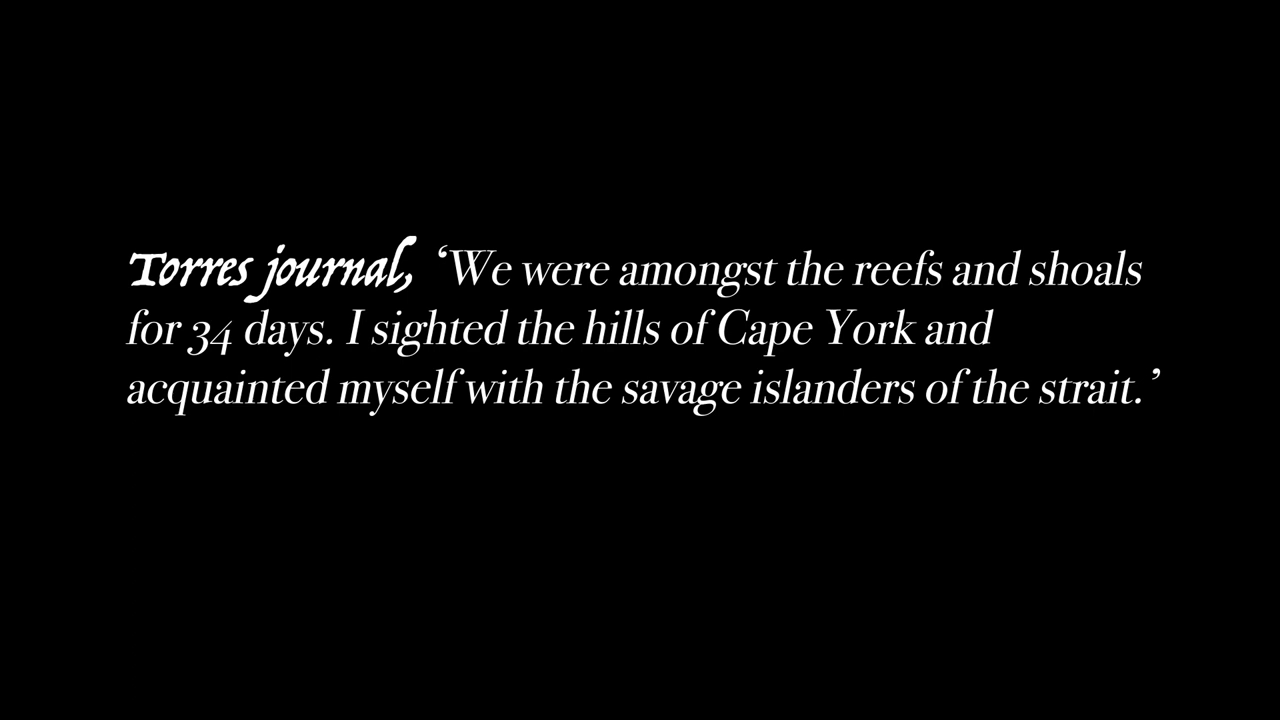 Torres journal, ‘We were amongst the reefs and shoals
for 34 days. I sighted the hills of Cape York and
acquainted myself with the savage islanders of the strait.’